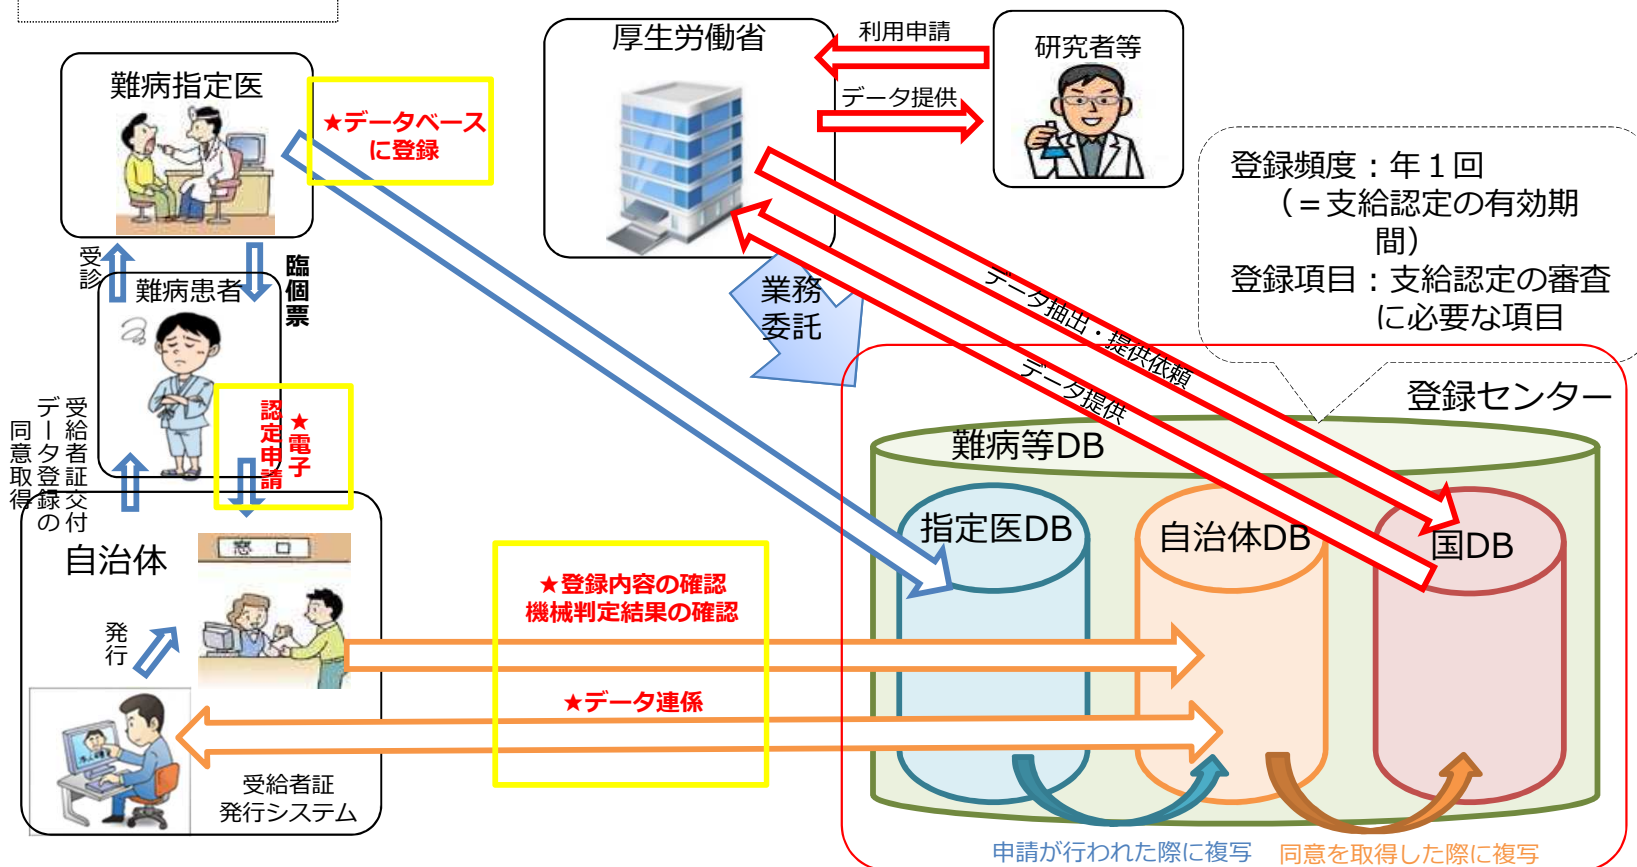 厚生労働省
利用申請
研究者等
データ提供
難病指定医
★データベース
に登録
登録頻度：年１回
（＝支給認定の有効期
間）
登録項目：支給認定の審査
に必要な項目
受診
臨個票
難病患者
業務
委託
データ抽出・提供依頼
データ提供
登録センター
難病等DB
受給者証交付
データ登録の
同意取得
★電子
認定申請
指定医DB
自治体DB
国DB
自治体
窓口
★登録内容の確認
機械判定結果の確認
発行
★データ連係
受給者証
発行システム
申請が行われた際に複写
同意を取得した際に複写